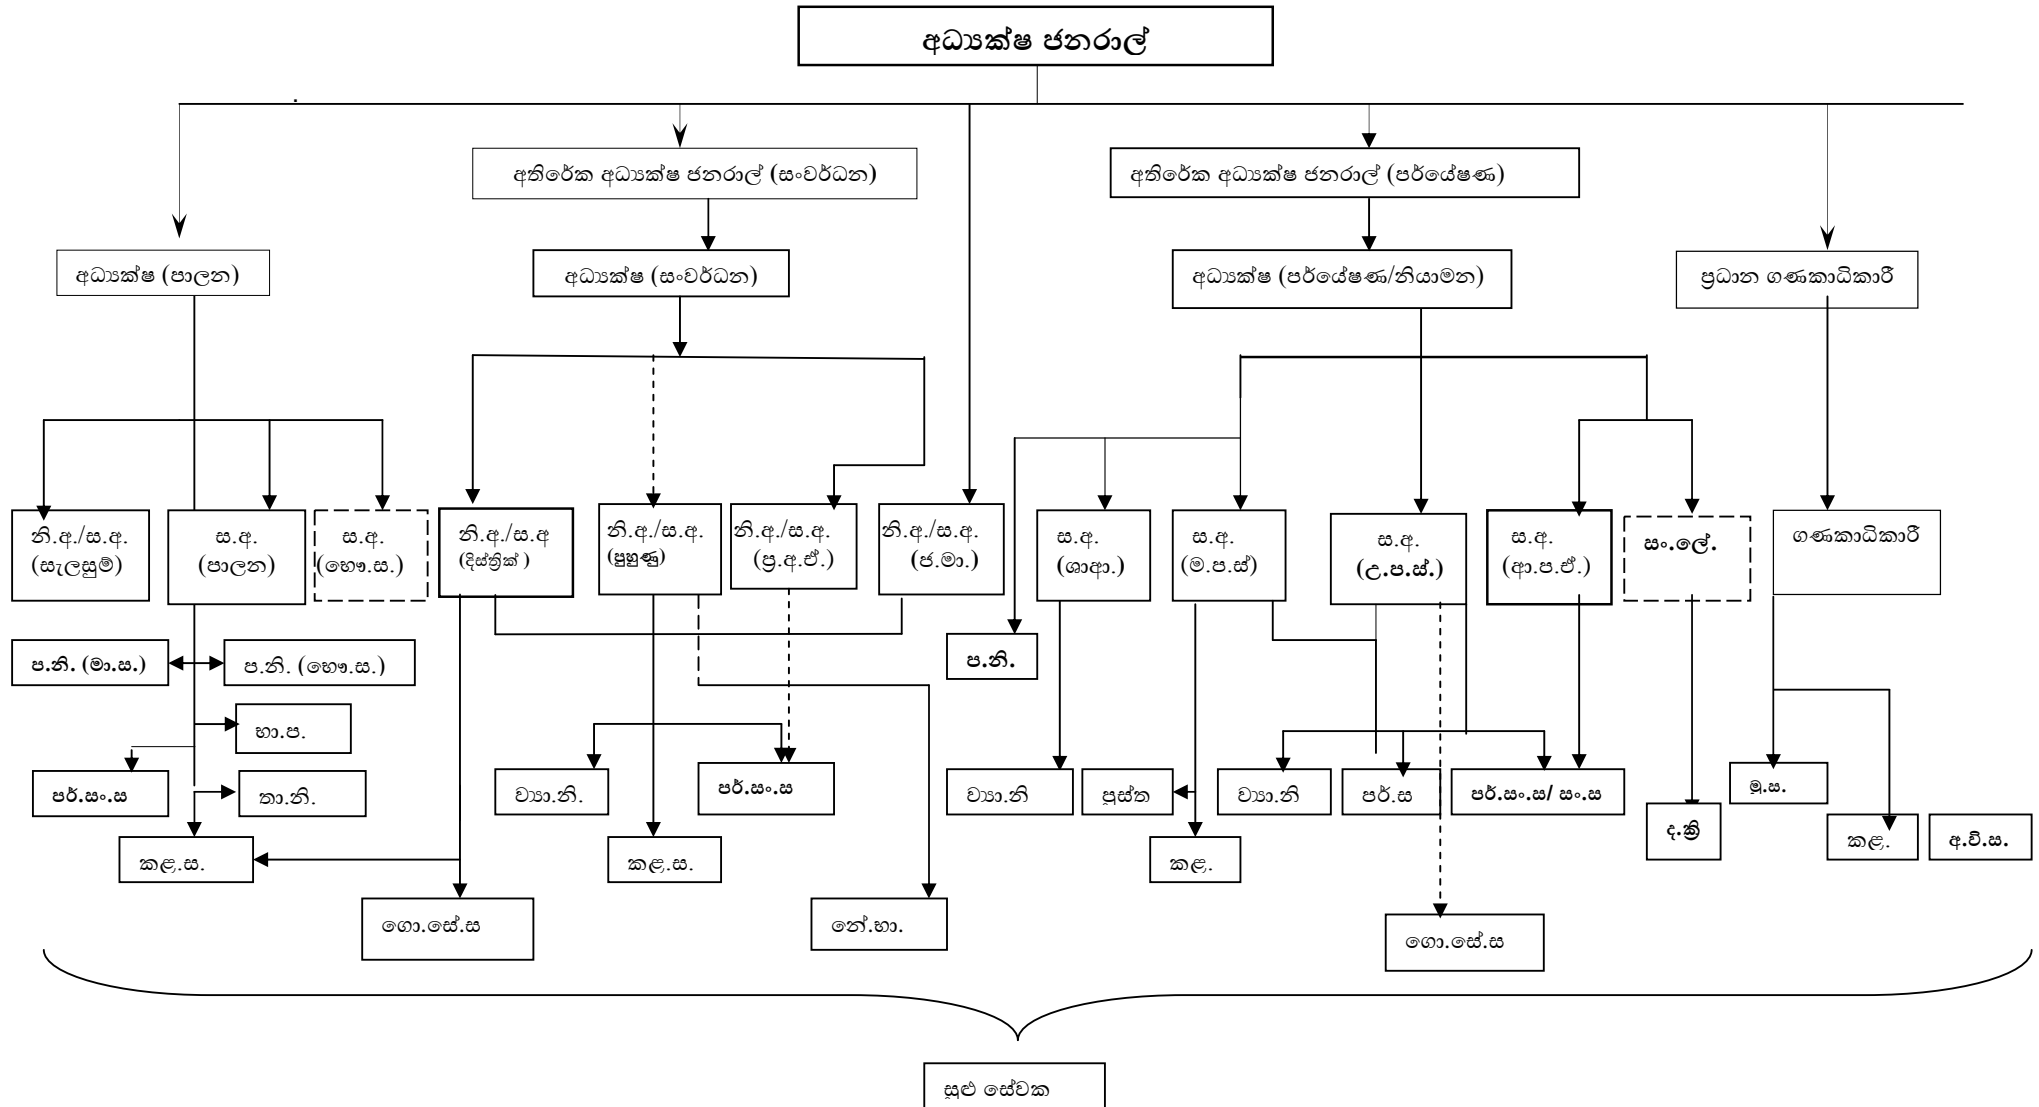 අධ්‍යක්ෂ ජනරාල්
අතිරේක අධ්‍යක්ෂ ජනරාල් (සංවර්ධන)
අතිරේක අධ්‍යක්ෂ ජනරාල් (පර්යේෂණ)
අධ්‍යක්ෂ (පාලන)
අධ්‍යක්ෂ (සංවර්ධන)
අධ්‍යක්ෂ (පර්යේෂණ/නියාමන)
ප්‍රධාන ගණකාධිකාරී
නි.අ./ස.අ.
(සැලසුම්)
ස.අ.
(පාලන)
ස.අ.
(භෞ.ස.)
නි.අ./ස.අ
(දිස්ත්‍රික් )
නි.අ./ස.අ.
(පුහුණු)
නි.අ./ස.අ.
(ප්‍ර.අ.ඒ.)
නි.අ./ස.අ.
(ජ.මා.)
ස.අ.
(ශාආ.)
ස.අ.
(ම.ප.ස්)
ස.අ.
(උ.ප.ස්.)
ස.අ.
(ආ.ප.ඒ.)
සං.ලේ.
ගණකාධිකාරී
ප.නි. (මා.ස.)
ප.නි. (භෞ.ස.)
ප.නි.
භා.ප.
පර්.සං.ස
තා.නි.
ව්‍යා.නි.
පර්.සං.ස
ව්‍යා.නි
පුස්ත
ව්‍යා.නි
පර්.ස
පර්.සං.ස/ සං.ස
මූ.ස.
ද.ක්‍රි
කළ.ස.
කළ.ස.
කළ.
කළ.
අ.වි.ස.
ගො.සේ.ස
නේ.භා.
ගො.සේ.ස
සුළු සේවක